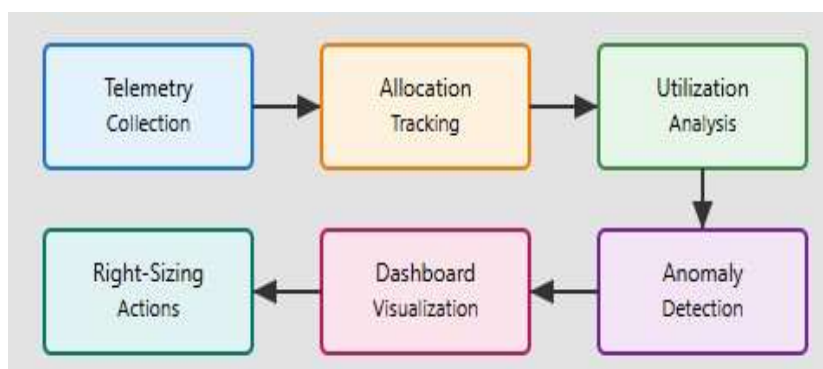 Telemetry
Collection
Allocation
Tracking
Utilization
Analysis
Anomaly
Detection
Dashboard
Visualization
Right-Sizing
Actions